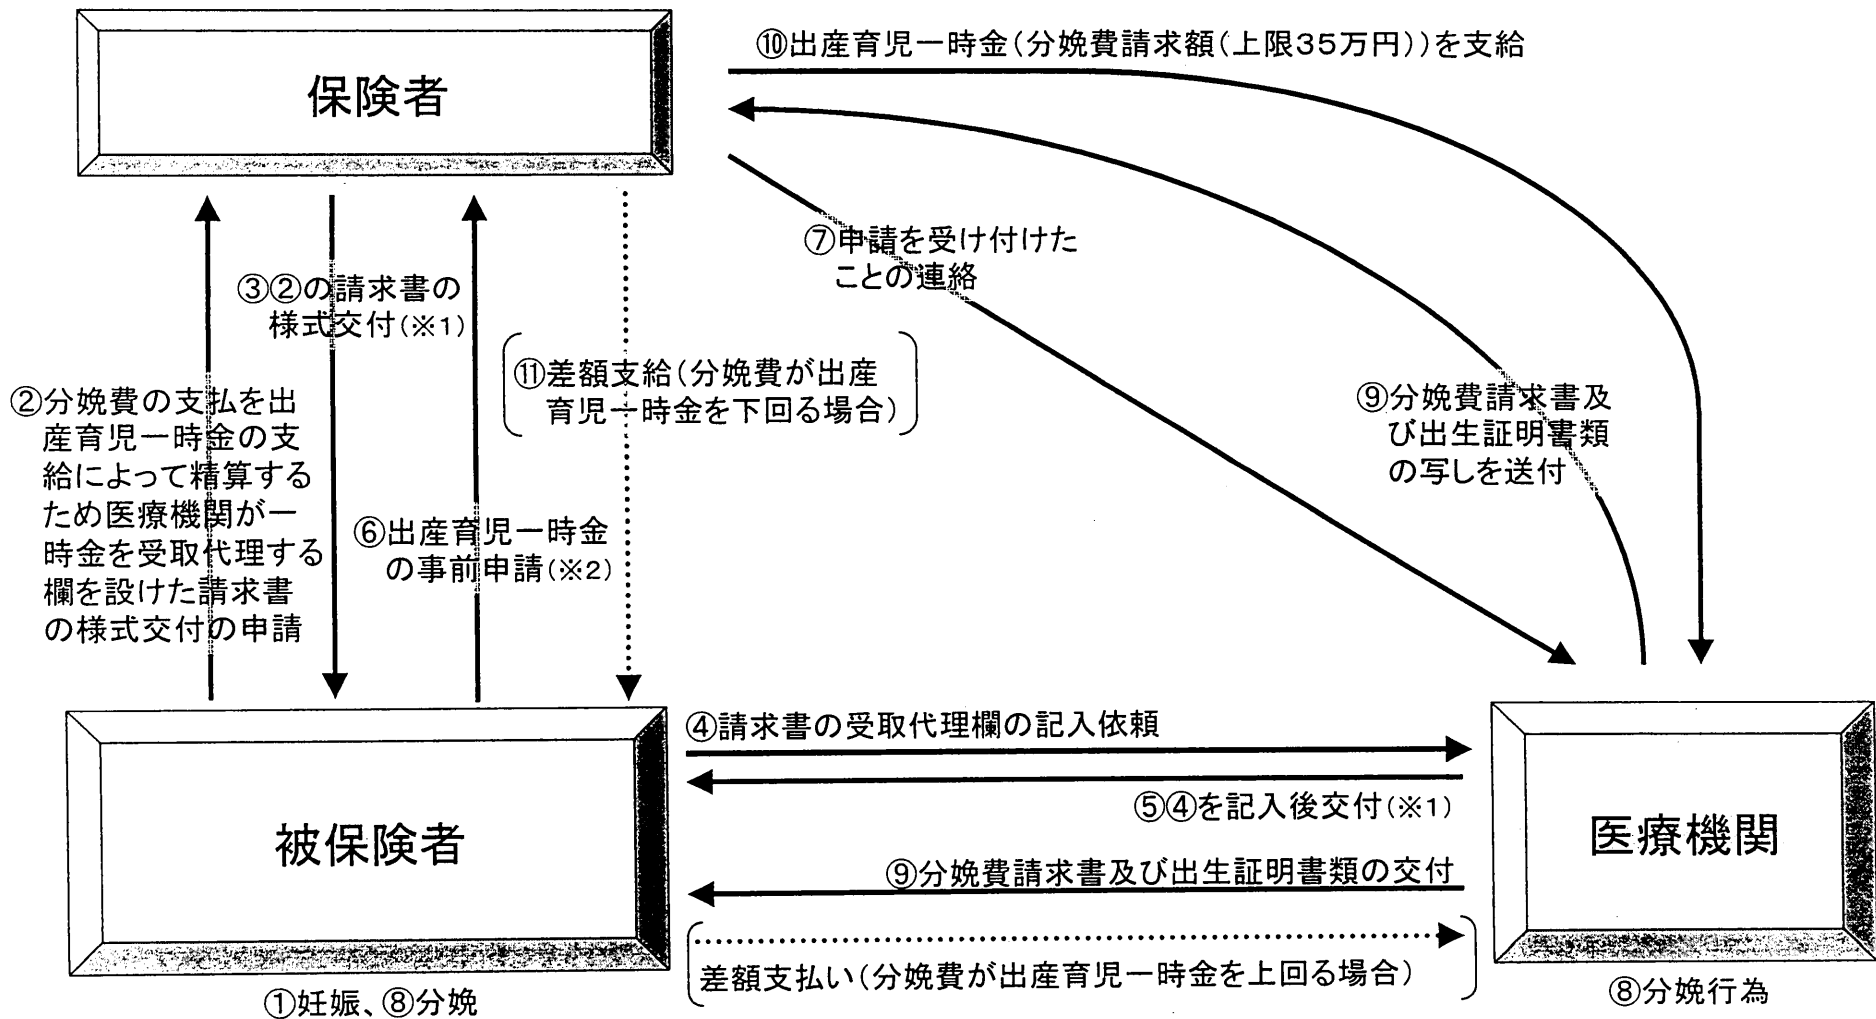 ⑩出産育児一時金(分娩費請求額(上限35万円))を支給
保険者
⑦申請を受け付けた
ことの連絡
③②の請求書の
様式交付(※1)
⑪差額支給(分娩費が出産
育児一時金を下回る場合)
②分娩費の支払を出
産育児一時金の支
給によって精算する
ため医療機関が一
時金を受取代理する
欄を設けた請求書
の様式交付の申請
⑨分娩費請求書及
び出生証明書類
の写しを送付
⑥出産育児一時金
の事前申請(※2)
④請求書の受取代理欄の記入依頼
⑤④を記入後交付(※1)
被保険者
医療機関
⑨分娩費請求書及び出生証明書類の交付
差額支払い(分娩費が出産育児一時金を上回る場合)
①妊娠、⑧分娩
⑧分娩行為